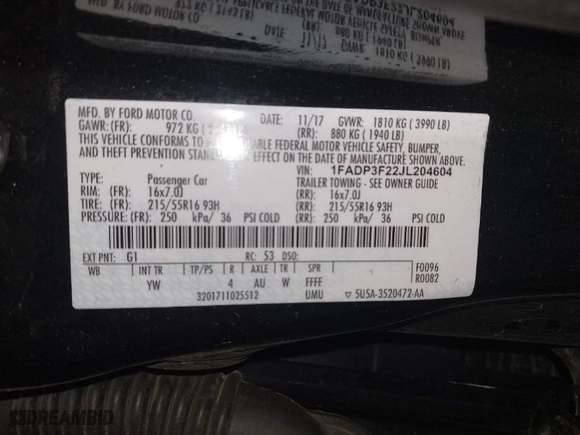 MFD. BY FORD MOTOR CO.
DATE: 11/17 GVWR: 1810 KG ( 3990 LB)
GAWR: (FR): 972 KG ( (RR): 880 KG ( 1940 LB)
THIS VEHICLE CONFORMS TO FEDERAL MOTOR VEHICLE SAFETY, BUMPER,
AND THEFT PREVENTION STANDARDS IN EFFECT ON THE DATE OF MANUFACTURE SHOWN ABOVE.
VIN: 1FADP3F22JL204604
TYPE: Passenger Car TRAILER TOWING - SEE OWNER GUIDE
RIM: (FR): 16x7.0J (RR): 16x7.0J
TIRE: (FR): 215/55R16 93H (RR): 215/55R16 93H
PRESSURE: (FR): 250 kPa/ 36 PSI COLD (RR): 250 kPa/ 36 PSI COLD
EXT PNT: G1 RC: 53 DSO: F0096
WB INT TR TP/PS R AXLE TR SPR R0082
YW 4 AU W FFFF
3201711025512 UMU ▽ 5U5A-3520472-AA
DREAMBID